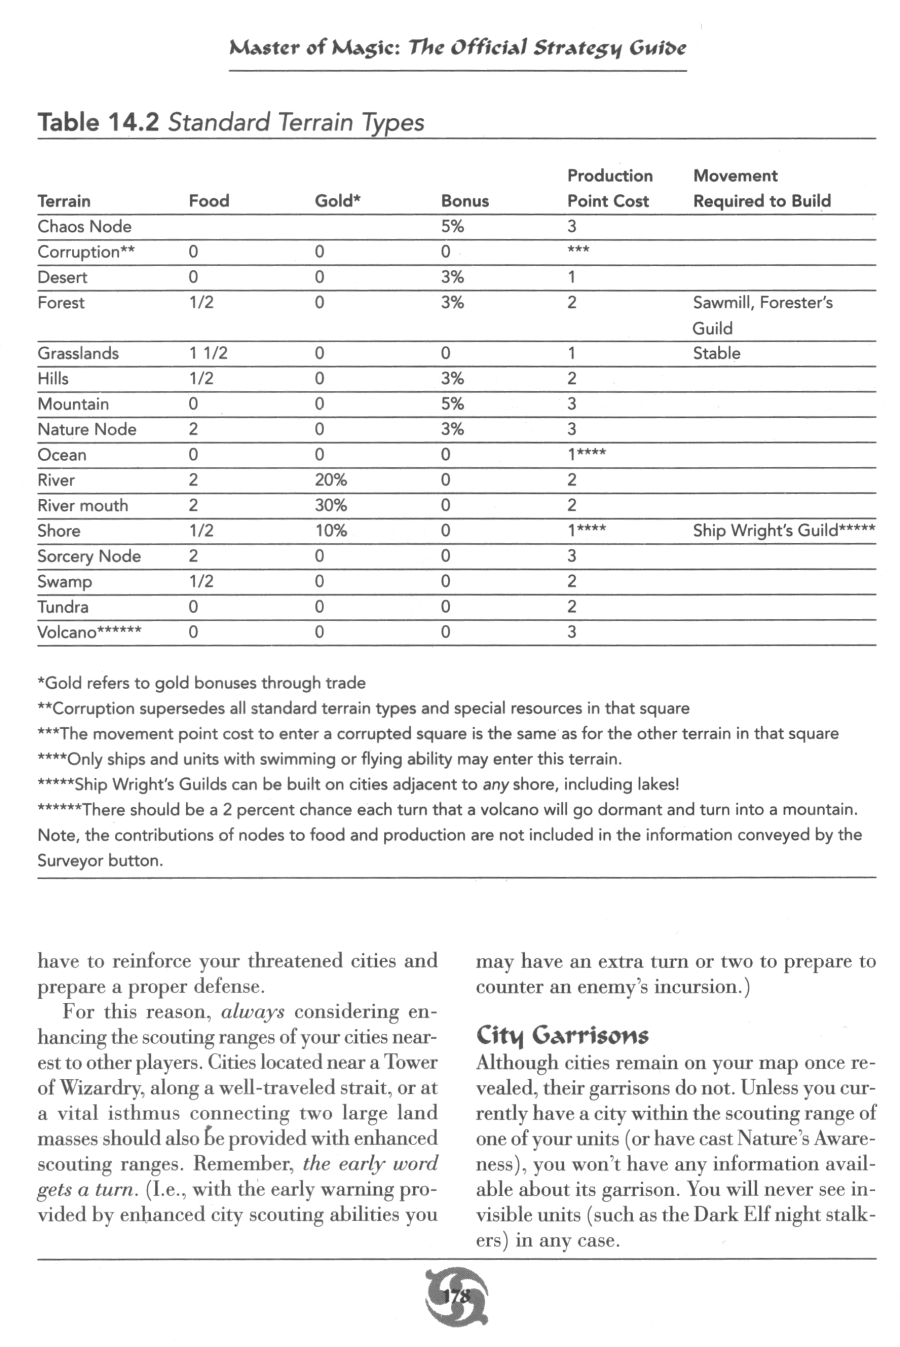 Master of Magic: The Official Strategy Guide
Table 14.2 Standard Terrain Types
Production Movement
Terrain Food Gold* Bonus Point Cost Required to Build
Chaos Node 5% 3
Corruption** 0 0 0 ***
Desert 0 0 3% 1
Forest 1/2 0 3% 2 Sawmill, Forester's
Guild
Grasslands 1 1/2 0 0 1 Stable
Hills 1/2 0 3% 2
Mountain 0 0 5% 3
Nature Node 2 0 3% 3
Ocean 0 0 0 1****
River 2 20% 0 2
River mouth 2 30% 0 2
Shore 1/2 10% 0 1**** Ship Wright's Guild*****
Sorcery Node 2 0 0 3
Swamp 1/2 0 0 2
Tundra 0 0 0 2
Volcano****** 0 0 0 3
*Gold refers to gold bonuses through trade
**Corruption supersedes all standard terrain types and special resources in that square
***The movement point cost to enter a corrupted square is the same as for the other terrain in that square
****Only ships and units with swimming or flying ability may enter this terrain.
*****Ship Wright's Guilds can be built on cities adjacent to any shore, including lakes!
******There should be a 2 percent chance each turn that a volcano will go dormant and turn into a mountain.
Note, the contributions of nodes to food and production are not included in the information conveyed by the
Surveyor button.
have to reinforce your threatened cities and
prepare a proper defense.
For this reason, always considering en-
hancing the scouting ranges of your cities near-
est to other players. Cities located near a Tower
of Wizardry, along a well-traveled strait, or at
a vital isthmus connecting two large land
masses should also be provided with enhanced
scouting ranges. Remember, the early word
gets a turn. (I.e., with the early warning pro-
vided by enhanced city scouting abilities you
may have an extra turn or two to prepare to
counter an enemy's incursion.)
City Garrisons
Although cities remain on your map once re-
vealed, their garrisons do not. Unless you cur-
rently have a city within the scouting range of
one of your units (or have cast Nature's Aware-
ness), you won't have any information avail-
able about its garrison. You will never see in-
visible units (such as the Dark Elf night stalk-
ers) in any case.
178